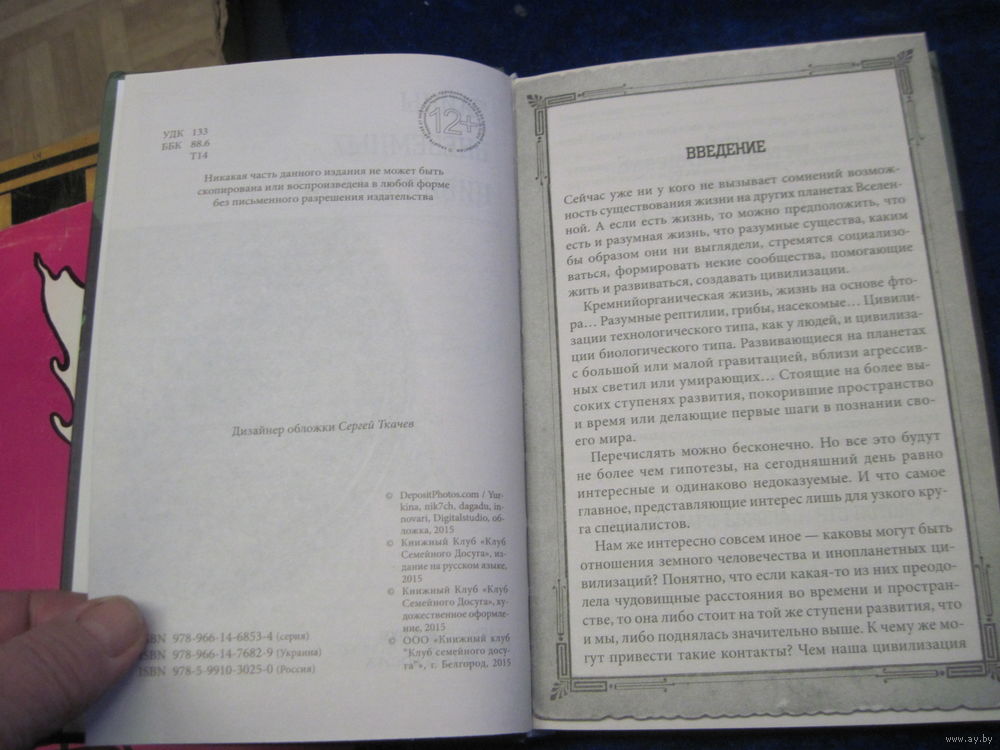 УДК 133
ББК 88.6
Т14
12+
Никакая часть данного издания не может быть
скопирована или воспроизведена в любой форме
без письменного разрешения издательства
Дизайнер обложки Сергей Ткачев
© DepositPhotos.com / Yur-
kina, nik7ch, dagadu, in-
novari, Digitalstudio, об-
ложка, 2015
© Книжный Клуб «Клуб
Семейного Досуга», из-
дание на русском языке,
2015
© Книжный Клуб «Клуб
Семейного Досуга», ху-
дожественное оформле-
ние, 2015
© ООО «Книжный клуб
"Клуб семейного досу-
га"», г. Белгород, 2015
ISBN 978-966-14-6853-4 (серия)
ISBN 978-966-14-7682-9 (Украина)
ISBN 978-5-9910-3025-0 (Россия)
ВВЕДЕНИЕ
Сейчас уже ни у кого не вызывает сомнений возмож-
ность существования жизни на других планетах Вселен-
ной. А если есть жизнь, то можно предположить, что
есть и разумная жизнь, что разумные существа, каким
бы образом они ни выглядели, стремятся социализо-
ваться, формировать некие сообщества, помогающие
жить и развиваться, создавать цивилизации.
Кремнийорганическая жизнь, жизнь на основе фто-
ра… Разумные рептилии, грибы, насекомые… Цивили-
зации технологического типа, как у людей, и цивилиза-
ции биологического типа. Развивающиеся на планетах
с большой или малой гравитацией, вблизи агрессив-
ных светил или умирающих… Стоящие на более вы-
соких ступенях развития, покорившие пространство
и время или делающие первые шаги в познании сво-
его мира.
Перечислять можно бесконечно. Но все это будут
не более чем гипотезы, на сегодняшний день равно
интересные и одинаково недоказуемые. И что самое
главное, представляющие интерес лишь для узкого кру-
га специалистов.
Нам же интересно совсем иное — каковы могут быть
отношения земного человечества и инопланетных ци-
вилизаций? Понятно, что если какая-то из них преодо-
лела чудовищные расстояния во времени и простран-
стве, то она либо стоит на той же ступени развития, что
и мы, либо поднялась значительно выше. К чему же мо-
гут привести такие контакты? Чем наша цивилизация
www.ay.by